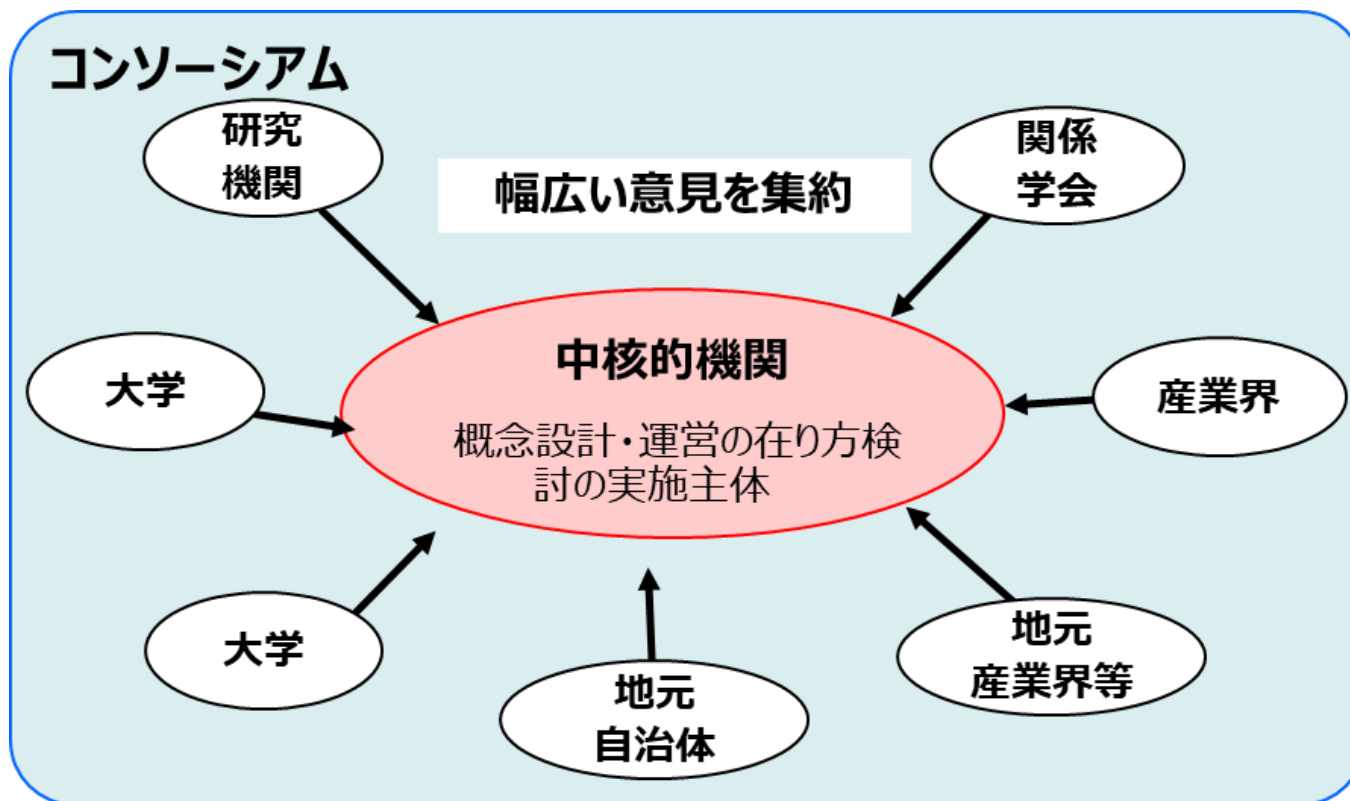 コンソーシアム
研究
機関
幅広い意見を集約
関係
学会
中核的機関
概念設計・運営の在り方検
討の実施主体
大学
産業界
大学
地元
自治体
地元
産業界等